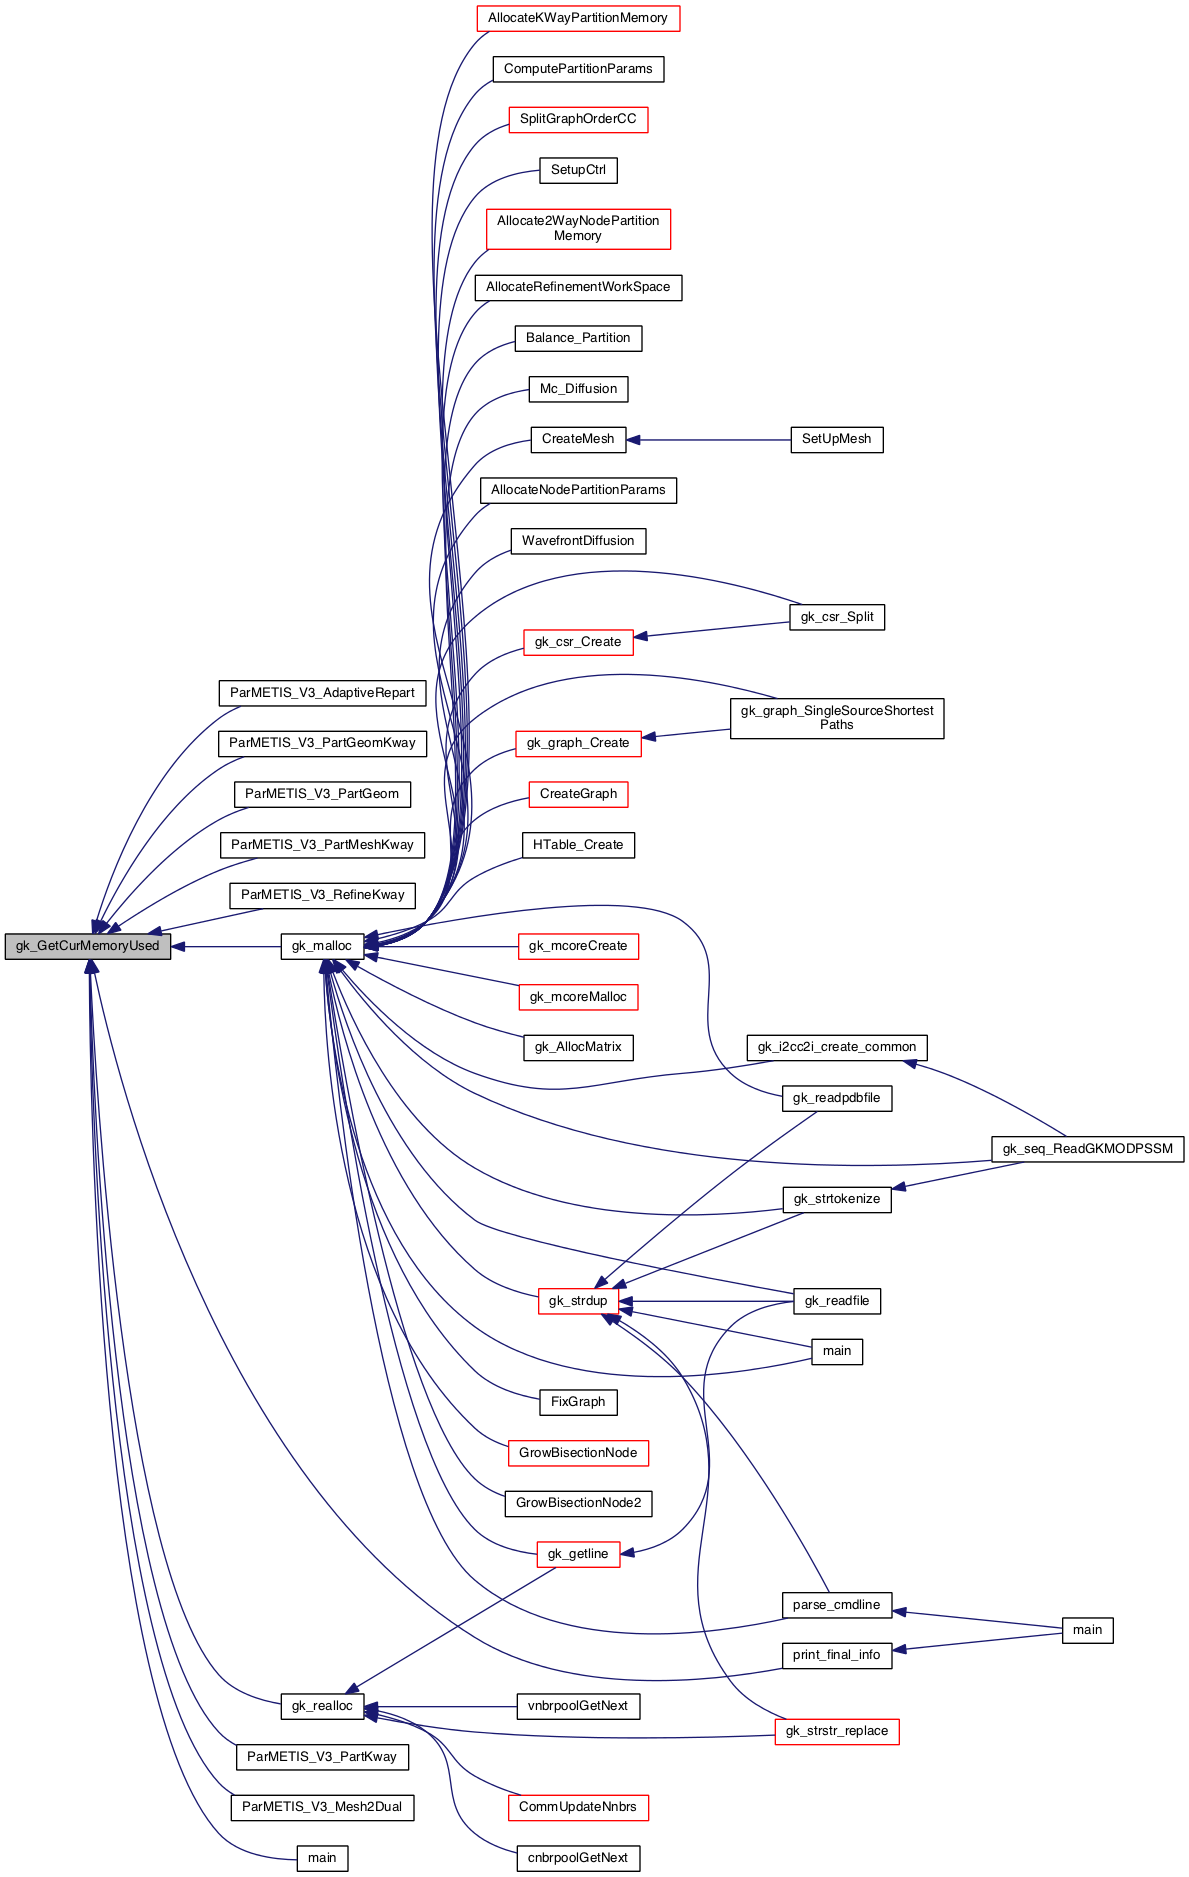 AllocateKWayPartitionMemory
ComputePartitionParams
SplitGraphOrderCC
SetupCtrl
Allocate2WayNodePartition
Memory
AllocateRefinementWorkSpace
Balance_Partition
Mc_Diffusion
CreateMesh
SetUpMesh
AllocateNodePartitionParams
WavefrontDiffusion
gk_csr_Split
gk_csr_Create
ParMETIS_V3_AdaptiveRepart
gk_graph_SingleSourceShortest
Paths
ParMETIS_V3_PartGeomKway
gk_graph_Create
ParMETIS_V3_PartGeom
CreateGraph
ParMETIS_V3_PartMeshKway
HTable_Create
ParMETIS_V3_RefineKway
gk_GetCurMemoryUsed
gk_malloc
gk_mcoreCreate
gk_mcoreMalloc
gk_AllocMatrix
gk_i2cc2i_create_common
gk_readpdbfile
gk_seq_ReadGKMODPSSM
gk_strtokenize
gk_strdup
gk_readfile
main
FixGraph
GrowBisectionNode
GrowBisectionNode2
gk_getline
parse_cmdline
main
print_final_info
gk_realloc
vnbrpoolGetNext
gk_strstr_replace
ParMETIS_V3_PartKway
ParMETIS_V3_Mesh2Dual
CommUpdateNnbrs
main
cnbrpoolGetNext